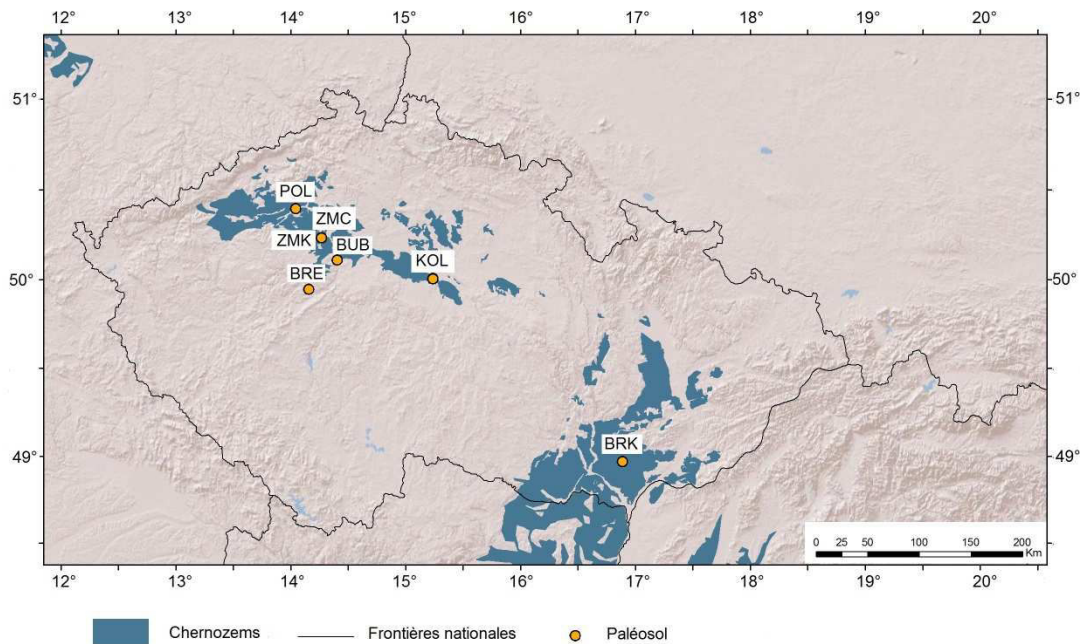 12° 13° 14° 15° 16° 17° 18° 19° 20°
51° 51°
POL
ZMC
ZMK BUB
KOL
BRE
50° 50°
BRK
49° 49°
0 25 50 100 150 200
Km
12° 13° 14° 15° 16° 17° 18° 19° 20°
Chernozems Frontières nationales Paléosol